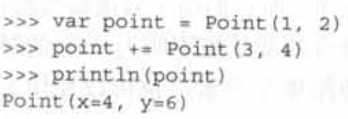 >>> var point = Point(1, 2)
>>> point += Point(3, 4)
>>> println(point)
Point(x=4, y=6)